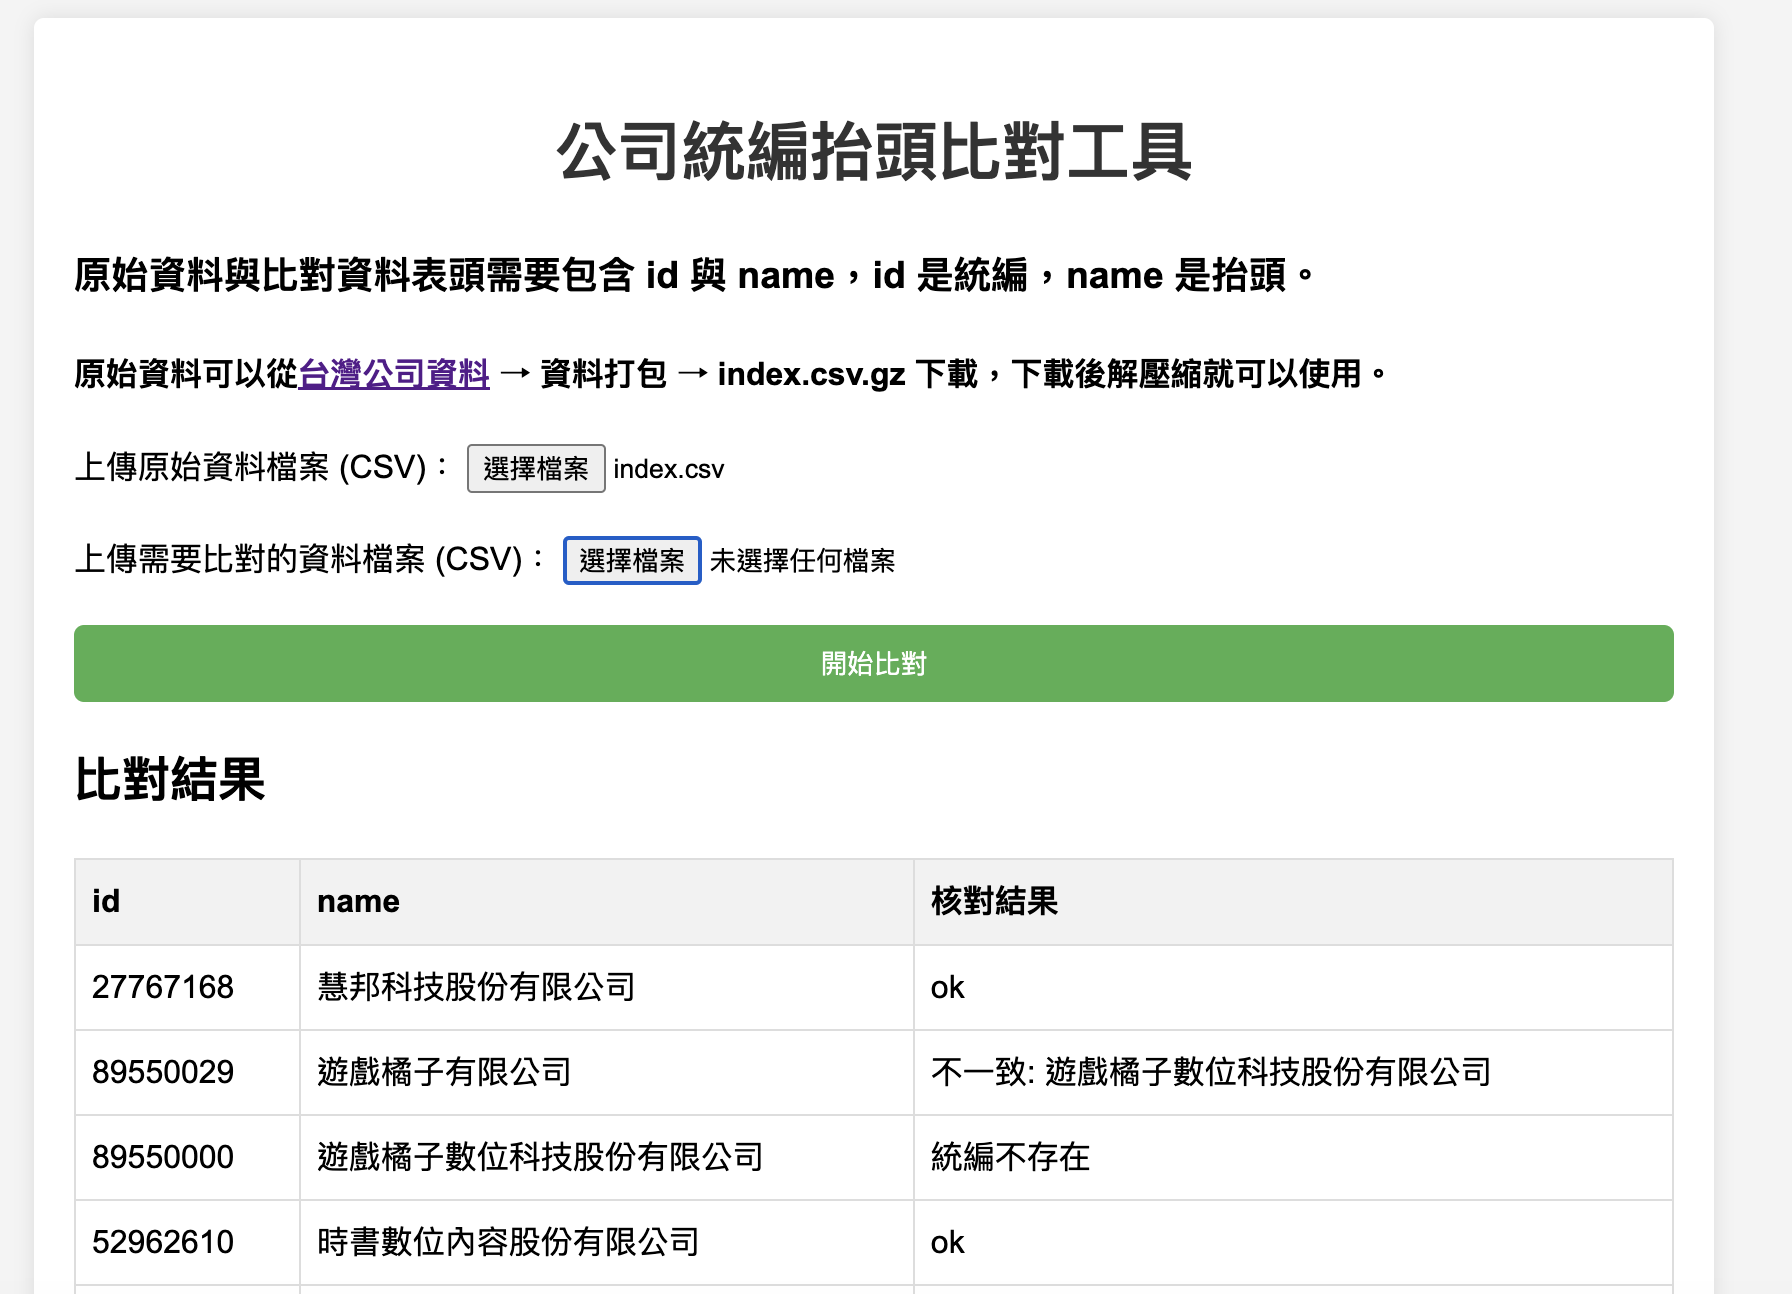 公司統編抬頭比對工具
原始資料與比對資料表頭需要包含 id 與 name，id 是統編，name 是抬頭。
原始資料可以從台灣公司資料 → 資料打包 → index.csv.gz 下載，下載後解壓縮就可以使用。
上傳原始資料檔案 (CSV)： 選擇檔案 index.csv
上傳需要比對的資料檔案 (CSV)： 選擇檔案 未選擇任何檔案
開始比對
比對結果
id name 核對結果
27767168 慧邦科技股份有限公司 ok
89550029 遊戲橘子有限公司 不一致: 遊戲橘子數位科技股份有限公司
89550000 遊戲橘子數位科技股份有限公司 統編不存在
52962610 時書數位內容股份有限公司 ok